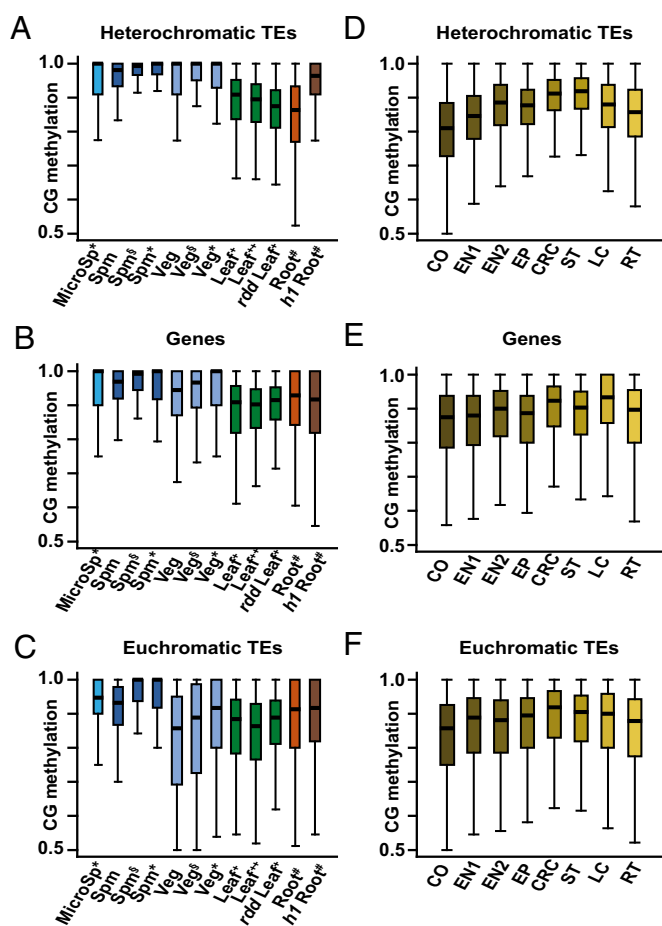 A
Heterochromatic TEs
CG methylation
1.0
0.5
MicroSp*
Spm
Spm§
Spm*
Veg
Veg§
Veg*
Leaf+
Leaf++
rdd Leaf+
Root#
h1 Root#
D
Heterochromatic TEs
CG methylation
1.0
0.5
CO
EN1
EN2
EP
CRC
ST
LC
RT
B
Genes
CG methylation
1.0
0.5
MicroSp*
Spm
Spm§
Spm*
Veg
Veg§
Veg*
Leaf+
Leaf++
rdd Leaf+
Root#
h1 Root#
E
Genes
CG methylation
1.0
0.5
CO
EN1
EN2
EP
CRC
ST
LC
RT
C
Euchromatic TEs
CG methylation
1.0
0.5
MicroSp*
Spm
Spm§
Spm*
Veg
Veg§
Veg*
Leaf+
Leaf++
rdd Leaf+
Root#
h1 Root#
F
Euchromatic TEs
CG methylation
1.0
0.5
CO
EN1
EN2
EP
CRC
ST
LC
RT